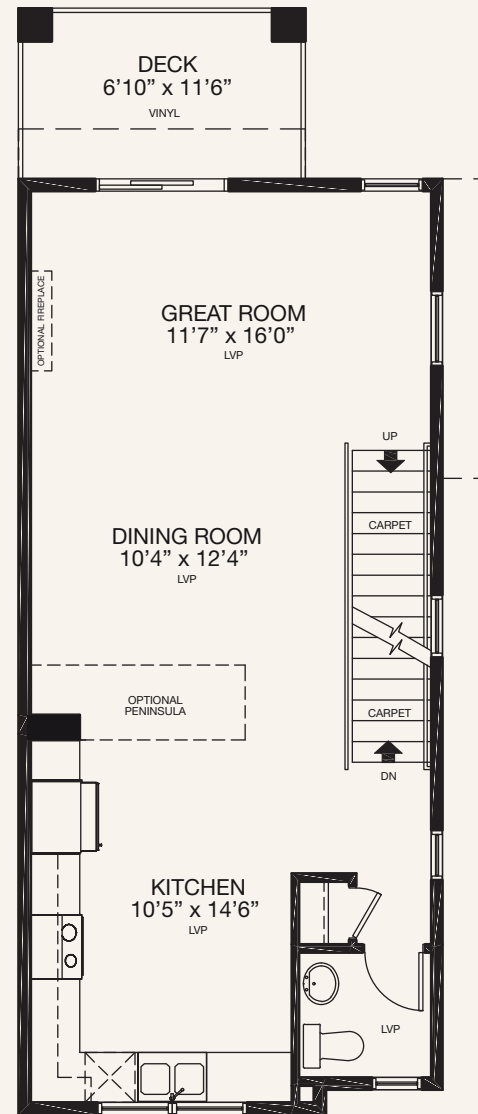 DECK
6’10” x 11’6”
VINYL
OPTIONAL FIREPLACE
GREAT ROOM
11’7” x 16’0”
LVP
UP
CARPET
DINING ROOM
10’4” x 12’4”
LVP
OPTIONAL
PENINSULA
CARPET
DN
KITCHEN
10’5” x 14’6”
LVP
LVP